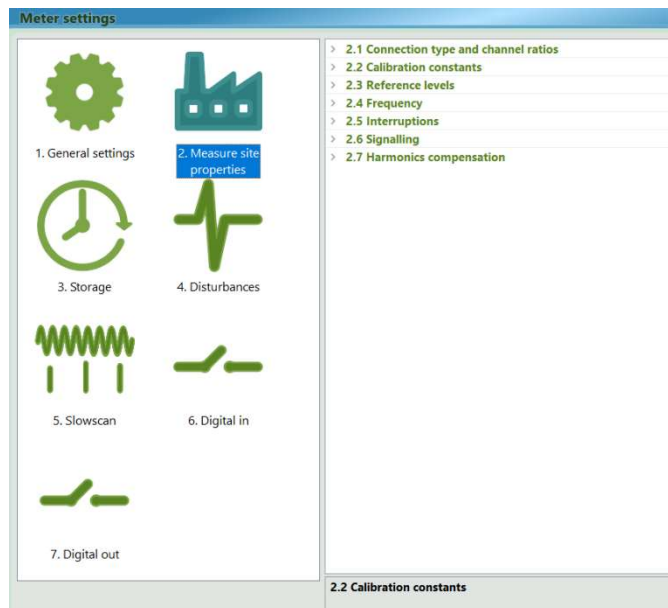 Meter settings
1. General settings
2. Measure site
properties
3. Storage
4. Disturbances
5. Slowscan
6. Digital in
7. Digital out
2.1 Connection type and channel ratios
2.2 Calibration constants
2.3 Reference levels
2.4 Frequency
2.5 Interruptions
2.6 Signalling
2.7 Harmonics compensation
2.2 Calibration constants